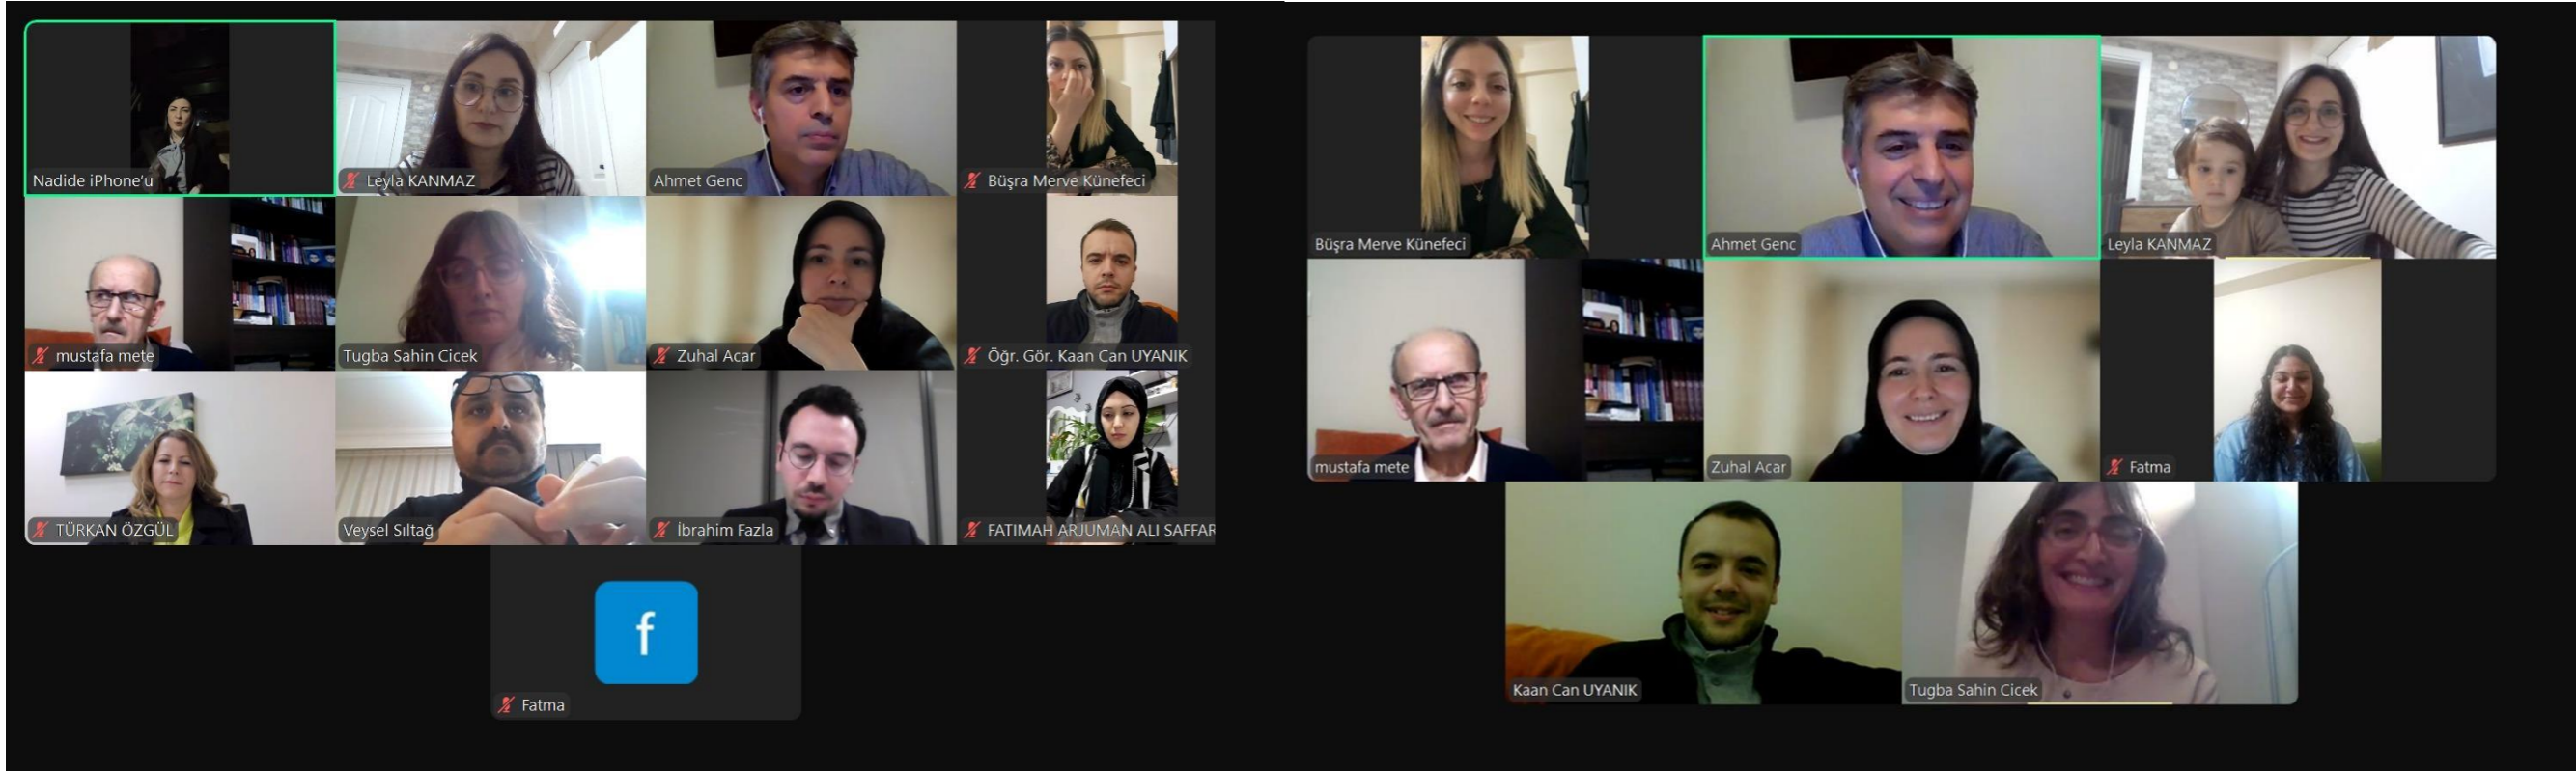 Nadide iPhone'u
Leyla KANMAZ
Ahmet Genc
Büşra Merve Künefeci
mustafa mete
Tugba Sahin Cicek
Zuhal Acar
Öğr. Gör. Kaan Can UYANIK
TÜRKAN ÖZGÜL
Veysel Sıltağ
İbrahim Fazla
FATIMAH ARJUMAN ALI SAFFAR
f
Fatma
Büşra Merve Künefeci
Ahmet Genc
Leyla KANMAZ
mustafa mete
Zuhal Acar
Fatma
Kaan Can UYANIK
Tugba Sahin Cicek